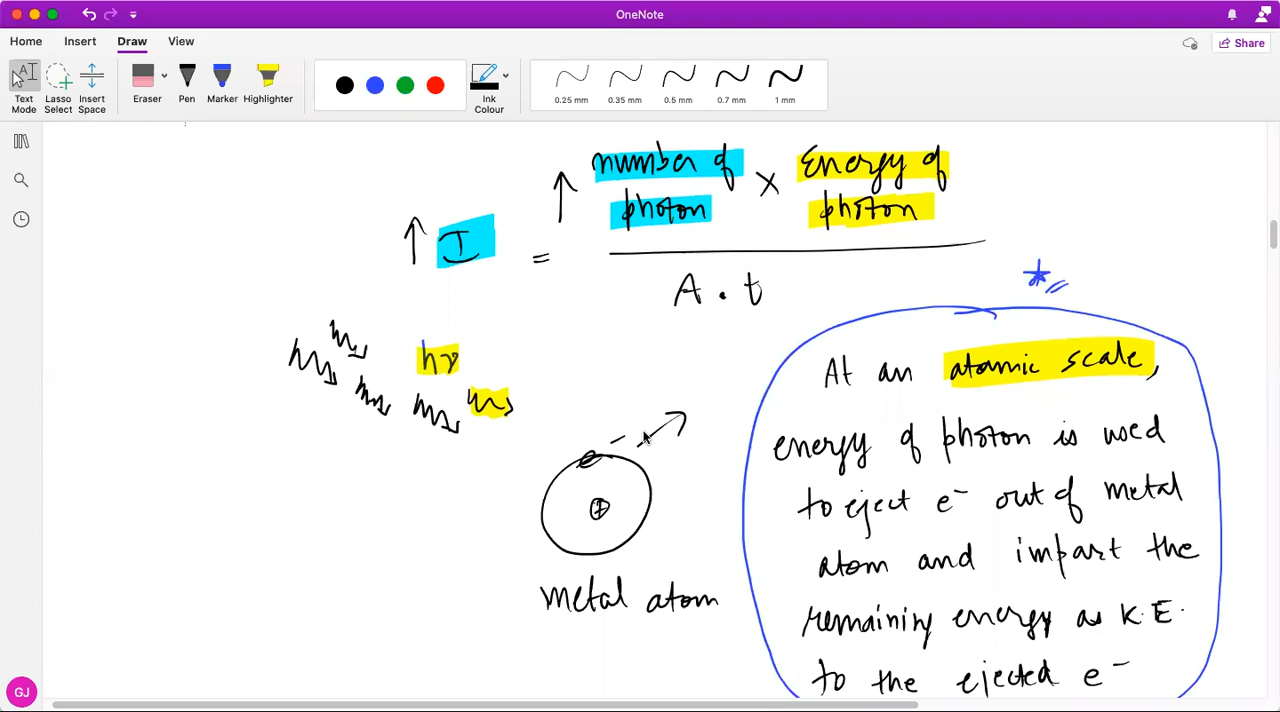 OneNote
Home Insert Draw View
Share
Text Mode
Lasso Select
Insert Space
Eraser
Pen
Marker
Highlighter
Ink Colour
0.25 mm 0.35 mm 0.5 mm 0.7 mm 1 mm
↑ I = ↑ number of photon × Energy of photon
A . t
hν
+
metal atom
At an atomic scale,
energy of photon is used
to eject e⁻ out of metal
atom and impart the
remaining energy as K.E.
to the ejected e⁻
GJ